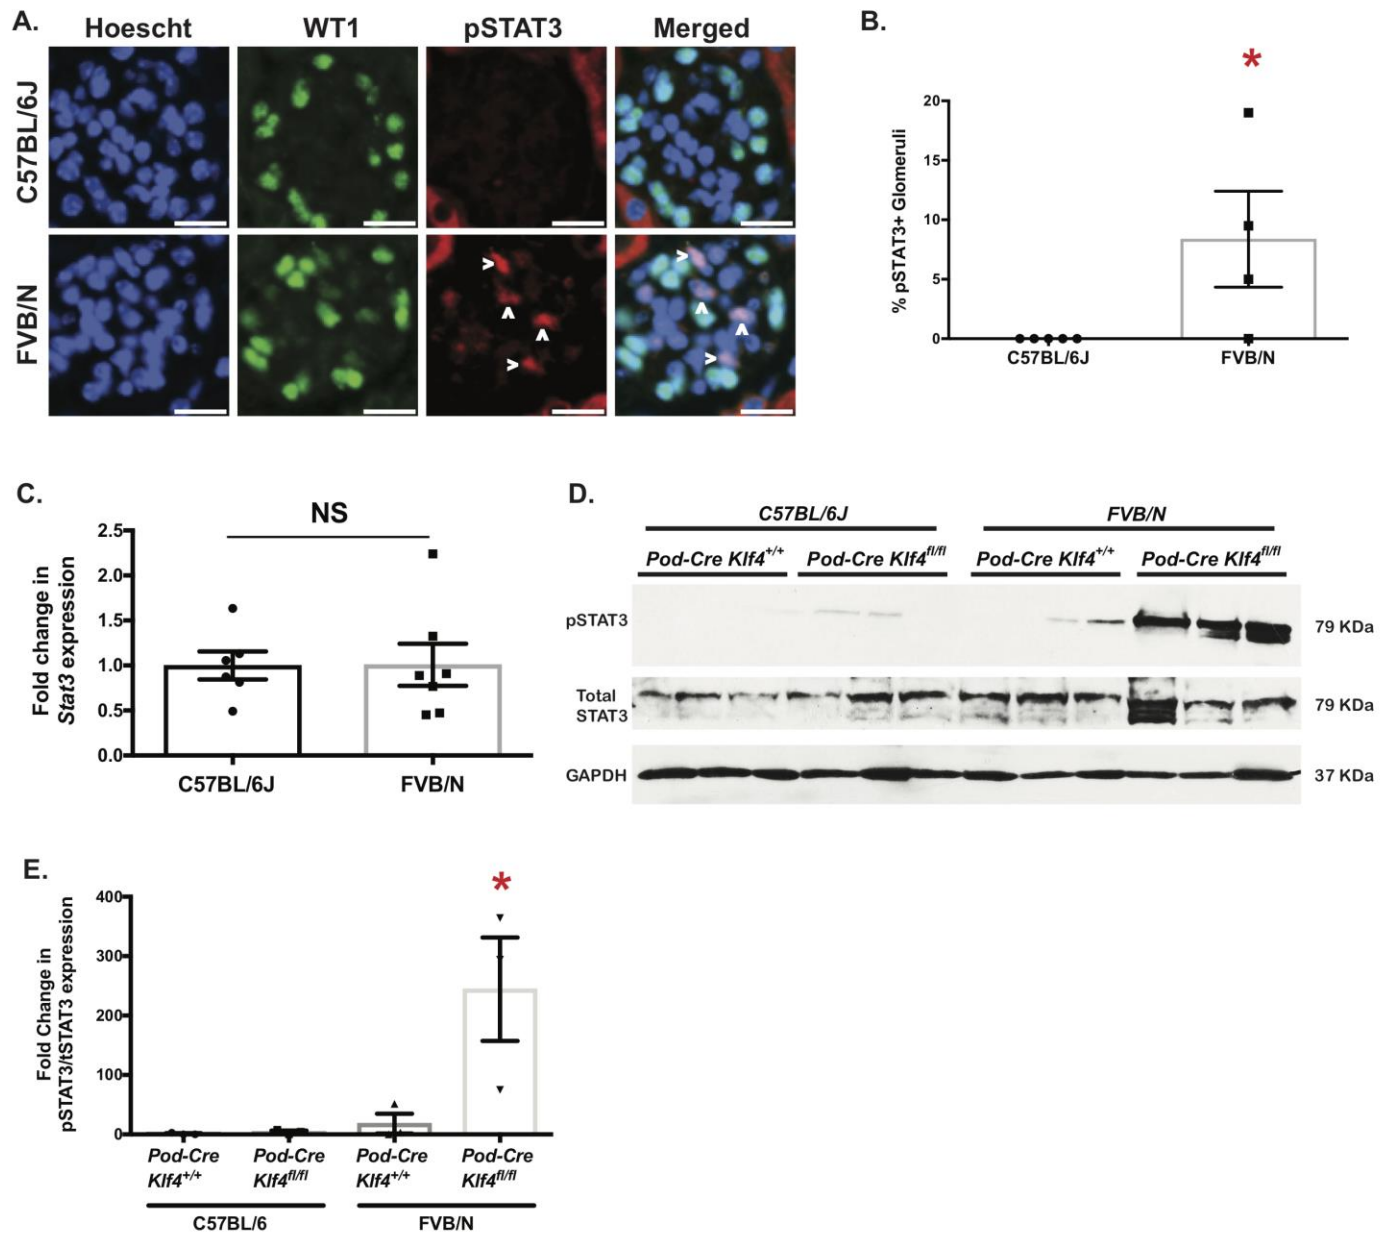 A.
Hoescht WT1 pSTAT3 Merged
C57BL/6J
FVB/N
> ^ ^ >
> ^ ^ >
B.
*
% pSTAT3+ Glomeruli
20
15
10
5
0
C57BL/6J FVB/N
C.
NS
Fold change in
Stat3 expression
2.5
2.0
1.5
1.0
0.5
0.0
C57BL/6J FVB/N
D.
C57BL/6J FVB/N
Pod-Cre Klf4+/+ Pod-Cre Klf4fl/fl Pod-Cre Klf4+/+ Pod-Cre Klf4fl/fl
pSTAT3 79 KDa
Total
STAT3 79 KDa
GAPDH 37 KDa
E.
*
Fold Change in
pSTAT3/tSTAT3 expression
400
300
200
100
0
Pod-Cre Pod-Cre Pod-Cre Pod-Cre
Klf4+/+ Klf4fl/fl Klf4+/+ Klf4fl/fl
C57BL/6 FVB/N